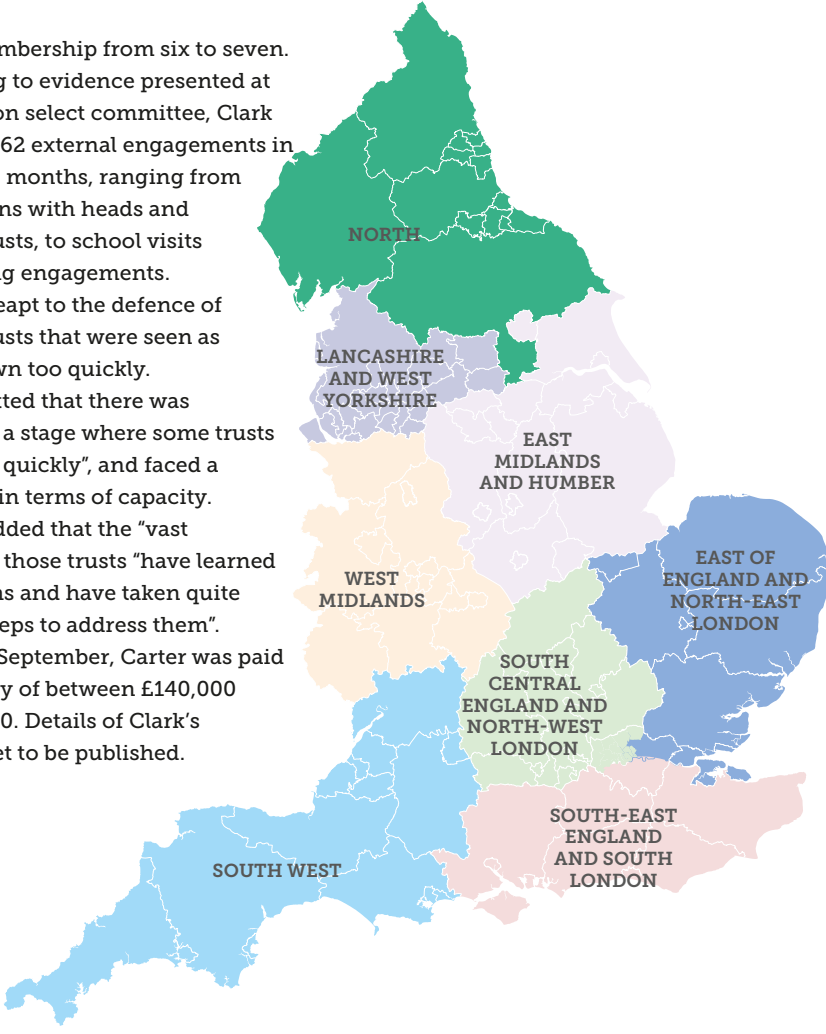 mbership from six to seven.
g to evidence presented at
on select committee, Clark
62 external engagements in
months, ranging from
ns with heads and
usts, to school visits
ng engagements.
eapt to the defence of
usts that were seen as
wn too quickly.
tted that there was
a stage where some trusts
quickly”, and faced a
in terms of capacity.
dded that the “vast
those trusts “have learned
ns and have taken quite
eps to address them”.
September, Carter was paid
y of between £140,000
0. Details of Clark’s
et to be published.
NORTH
LANCASHIRE
AND WEST
YORKSHIRE
EAST
MIDLANDS
AND HUMBER
WEST
MIDLANDS
EAST OF
ENGLAND AND
NORTH-EAST
LONDON
SOUTH
CENTRAL
ENGLAND AND
NORTH-WEST
LONDON
SOUTH-EAST
ENGLAND
AND SOUTH
LONDON
SOUTH WEST